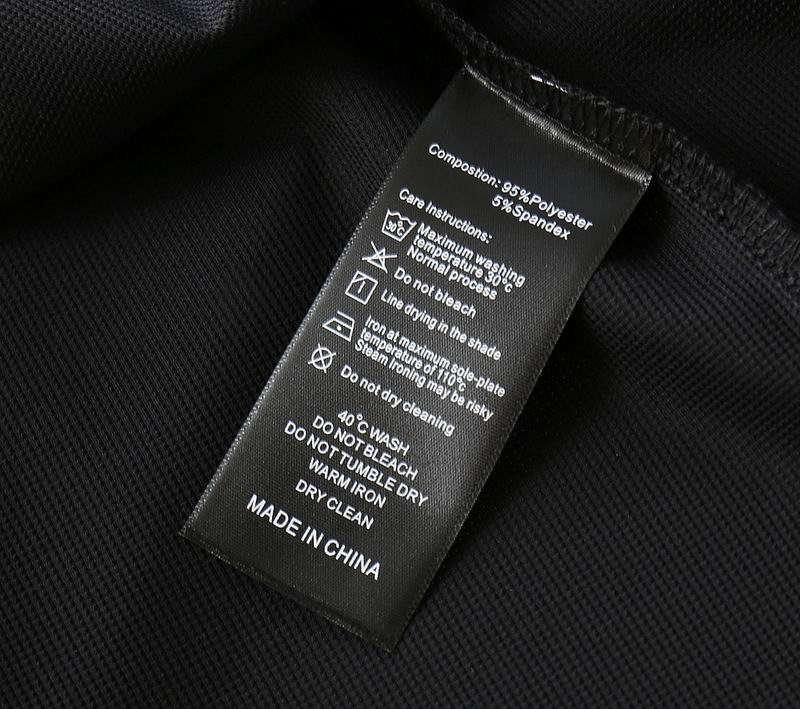 Compostion: 95%Polyester
5%Spandex
Care Instructions:
30°C
Maximum washing
temperature 30°c
Normal process
Do not bleach
Line drying in the shade
Iron at maximum sole-plate
temperature of 110°c
Steam ironing may be risky
Do not dry cleaning
40°C WASH
DO NOT BLEACH
DO NOT TUMBLE DRY
WARM IRON
DRY CLEAN
MADE IN CHINA